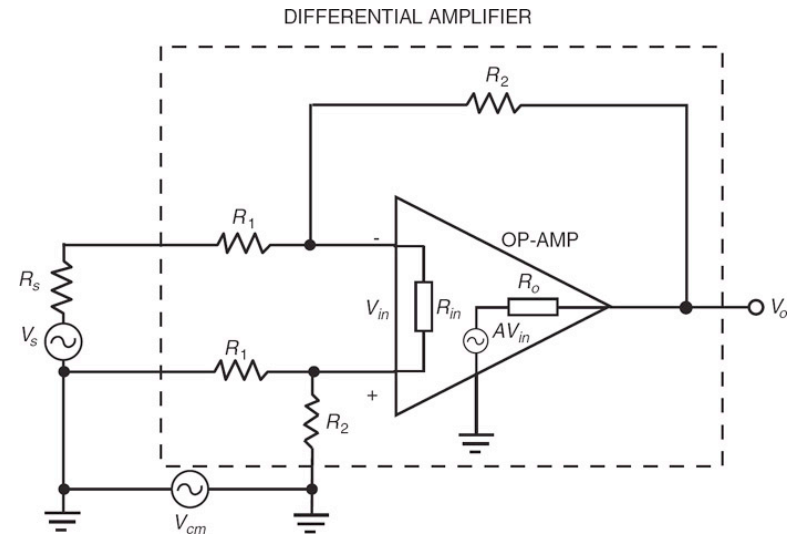 DIFFERENTIAL AMPLIFIER
R2
R1
-
OP-AMP
Rs
Ro
Vin
Rin
Vo
Vs
AVin
R1
+
R2
Vcm